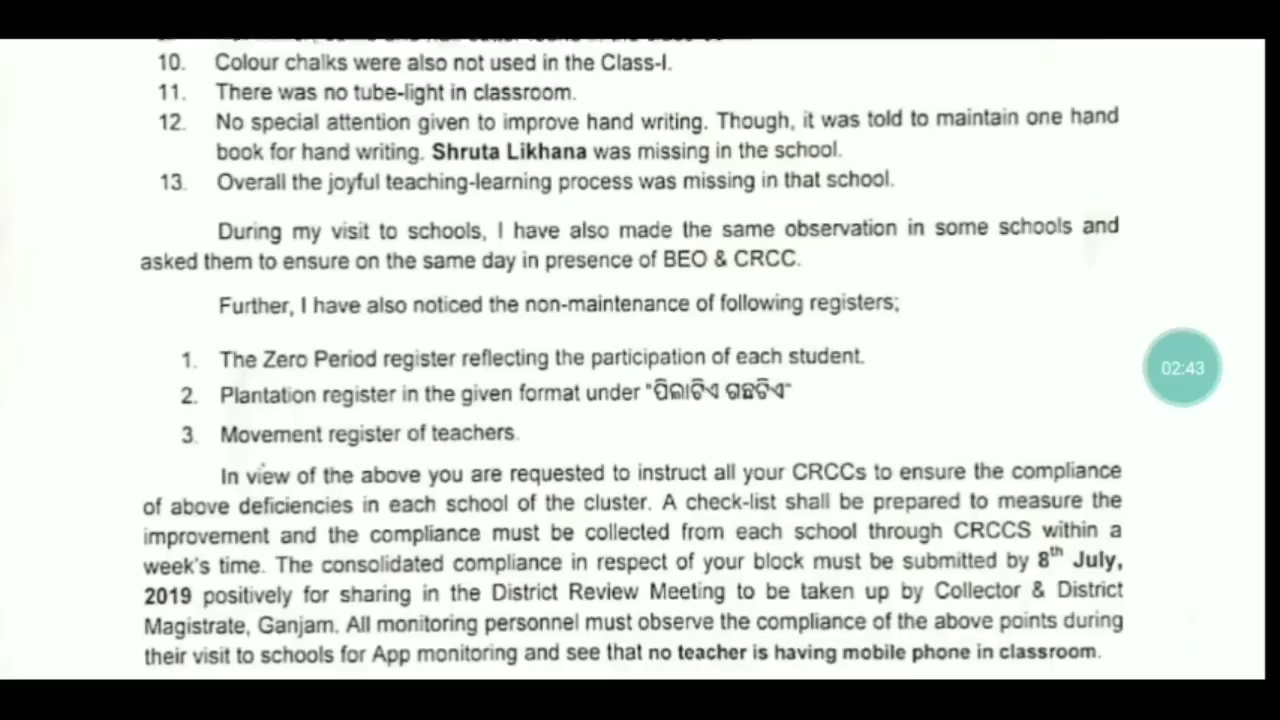 10. Colour chalks were also not used in the Class-I.
11. There was no tube-light in classroom.
12. No special attention given to improve hand writing. Though, it was told to maintain one hand
book for hand writing. Shruta Likhana was missing in the school.
13. Overall the joyful teaching-learning process was missing in that school.
During my visit to schools, I have also made the same observation in some schools and
asked them to ensure on the same day in presence of BEO & CRCC.
Further, I have also noticed the non-maintenance of following registers;
1. The Zero Period register reflecting the participation of each student.
2. Plantation register in the given format under "ପିଲାଟିଏ ଗଛଟିଏ"
02:43
3. Movement register of teachers.
In view of the above you are requested to instruct all your CRCCs to ensure the compliance
of above deficiencies in each school of the cluster. A check-list shall be prepared to measure the
improvement and the compliance must be collected from each school through CRCCS within a
week's time. The consolidated compliance in respect of your block must be submitted by 8th July,
2019 positively for sharing in the District Review Meeting to be taken up by Collector & District
Magistrate, Ganjam. All monitoring personnel must observe the compliance of the above points during
their visit to schools for App monitoring and see that no teacher is having mobile phone in classroom.